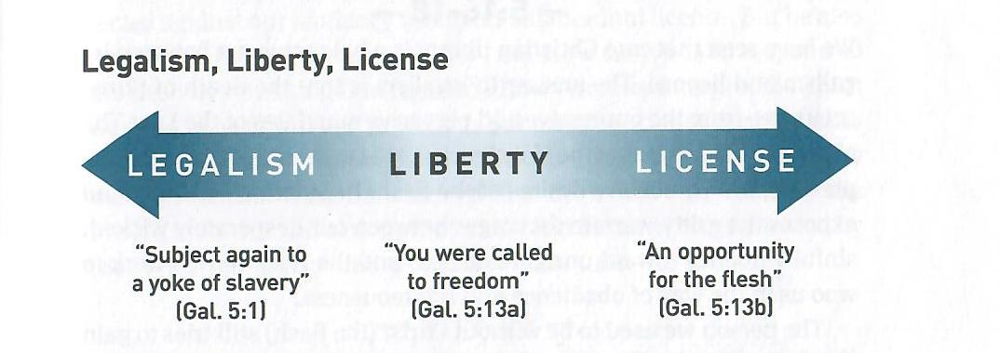 Legalism, Liberty, License
LEGALISM LIBERTY LICENSE
“Subject again to
a yoke of slavery”
(Gal. 5:1)
“You were called
to freedom”
(Gal. 5:13a)
“An opportunity
for the flesh”
(Gal. 5:13b)